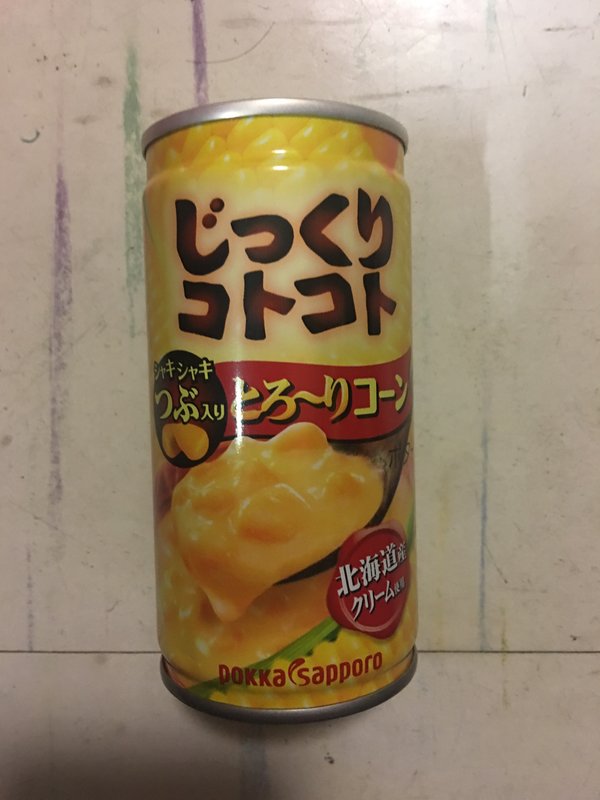 じっくり
コトコト
シャキシャキ
つぶ入り
とろ〜りコーン
北海道産
クリーム使用
pokka sapporo